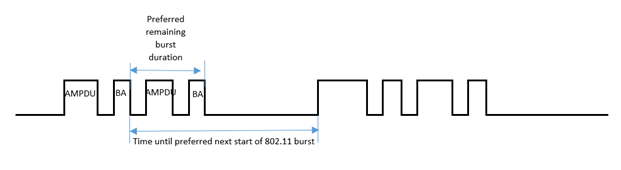 Preferred
remaining
burst
duration
AMPDU BA AMPDU BA
Time until preferred next start of 802.11 burst